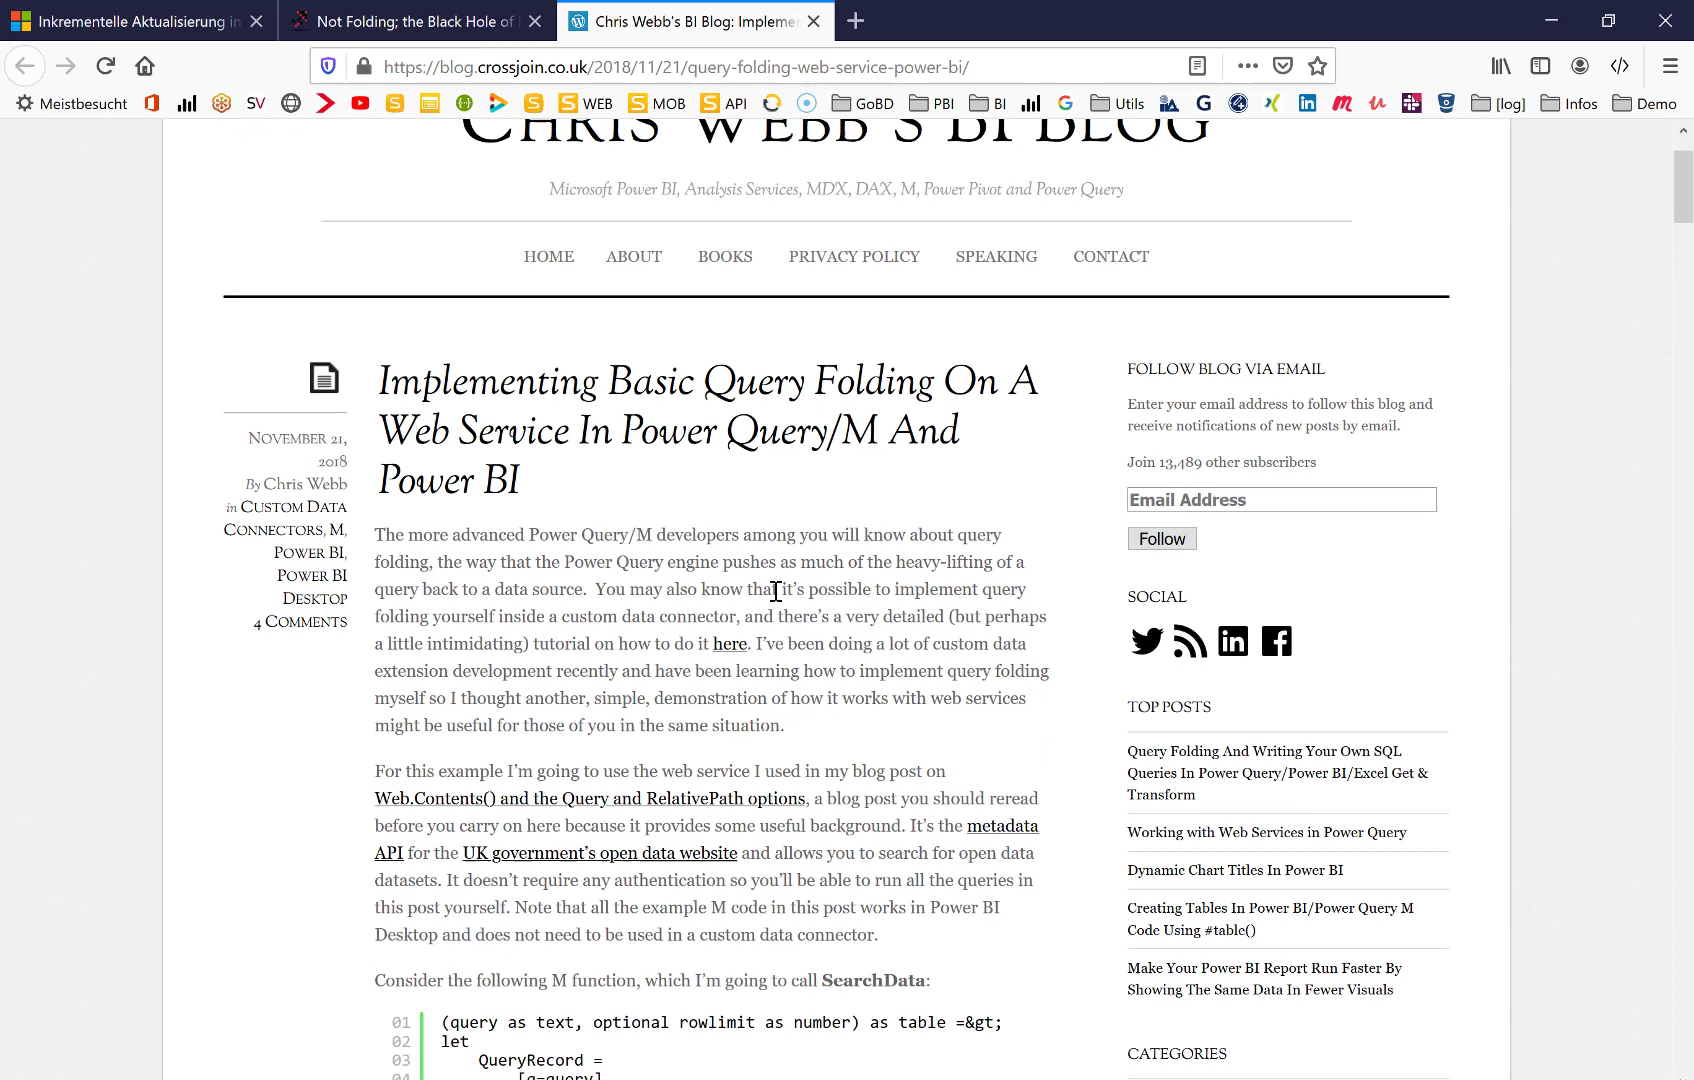 Inkrementelle Aktualisierung in
Not Folding; the Black Hole of
Chris Webb's BI Blog: Impleme
https://blog.crossjoin.co.uk/2018/11/21/query-folding-web-service-power-bi/
Meistbesucht
SV
WEB
MOB
API
GoBD
PBI
BI
Utils
[log]
Infos
Demo
Chris Webb's BI Blog
Microsoft Power BI, Analysis Services, MDX, DAX, M, Power Pivot and Power Query
HOME ABOUT BOOKS PRIVACY POLICY SPEAKING CONTACT
November 21,
2018
By Chris Webb
in Custom Data
Connectors, M,
Power BI,
Power BI
Desktop
4 Comments
Implementing Basic Query Folding On A
Web Service In Power Query/M And
Power BI
The more advanced Power Query/M developers among you will know about query
folding, the way that the Power Query engine pushes as much of the heavy-lifting of a
query back to a data source. You may also know that it's possible to implement query
folding yourself inside a custom data connector, and there's a very detailed (but perhaps
a little intimidating) tutorial on how to do it here. I've been doing a lot of custom data
extension development recently and have been learning how to implement query folding
myself so I thought another, simple, demonstration of how it works with web services
might be useful for those of you in the same situation.
For this example I'm going to use the web service I used in my blog post on
Web.Contents() and the Query and RelativePath options, a blog post you should reread
before you carry on here because it provides some useful background. It's the metadata
API for the UK government's open data website and allows you to search for open data
datasets. It doesn't require any authentication so you'll be able to run all the queries in
this post yourself. Note that all the example M code in this post works in Power BI
Desktop and does not need to be used in a custom data connector.
Consider the following M function, which I'm going to call SearchData:
01 (query as text, optional rowlimit as number) as table =&gt;
02 let
03 QueryRecord =
04 [q=query]
FOLLOW BLOG VIA EMAIL
Enter your email address to follow this blog and
receive notifications of new posts by email.
Join 13,489 other subscribers
Email Address
Follow
SOCIAL
TOP POSTS
Query Folding And Writing Your Own SQL
Queries In Power Query/Power BI/Excel Get &
Transform
Working with Web Services in Power Query
Dynamic Chart Titles In Power BI
Creating Tables In Power BI/Power Query M
Code Using #table()
Make Your Power BI Report Run Faster By
Showing The Same Data In Fewer Visuals
CATEGORIES